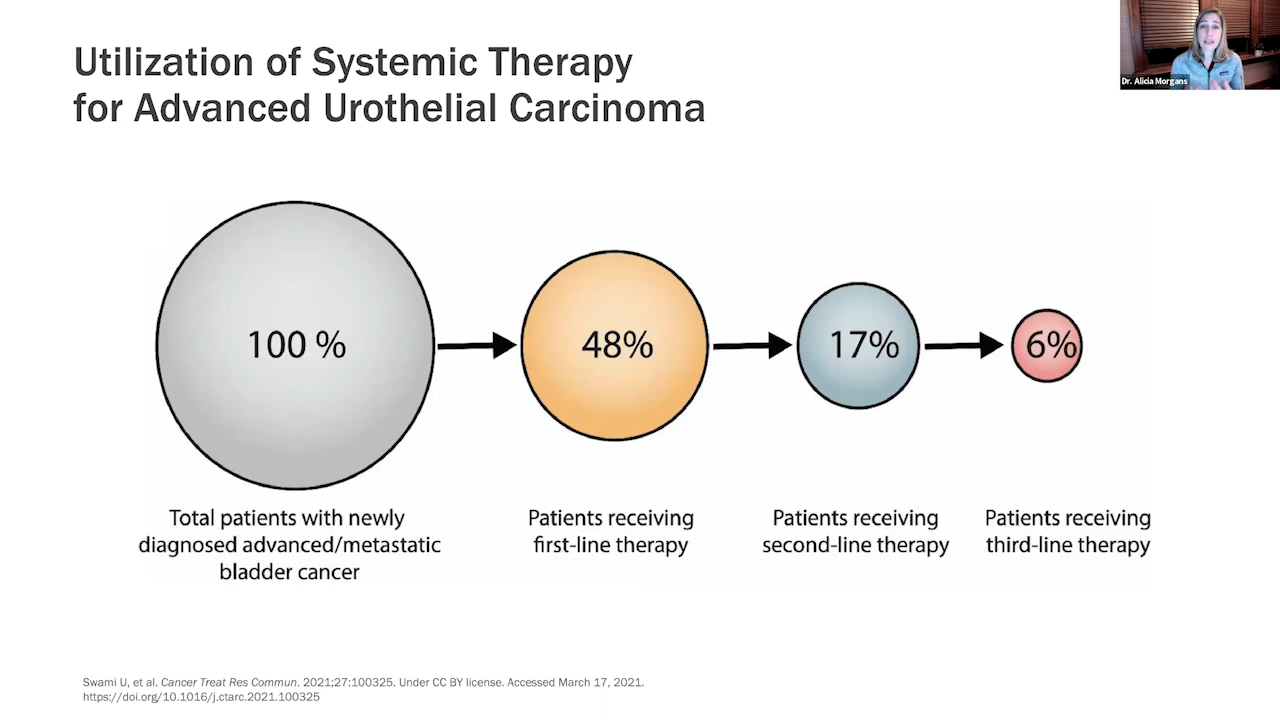 Utilization of Systemic Therapy
for Advanced Urothelial Carcinoma
Dr. Alicia Morgans
100 %
48%
17%
6%
Total patients with newly
diagnosed advanced/metastatic
bladder cancer
Patients receiving
first-line therapy
Patients receiving
second-line therapy
Patients receiving
third-line therapy
Swami U, et al. Cancer Treat Res Commun. 2021;27:100325. Under CC BY license. Accessed March 17, 2021.
https://doi.org/10.1016/j.ctarc.2021.100325